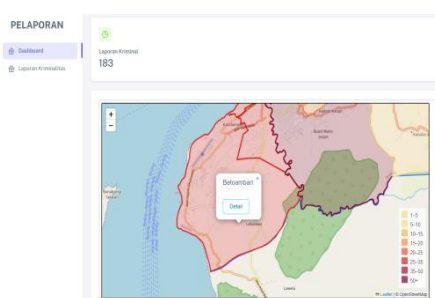 PELAPORAN
Dashboard
Laporan Kriminalitas
Laporan Kriminal
183
+
−
Betoambari
×
Detail
1-5
5-10
10-15
15-20
20-25
25-35
35-50
50+
Leaflet | © OpenStreetMap